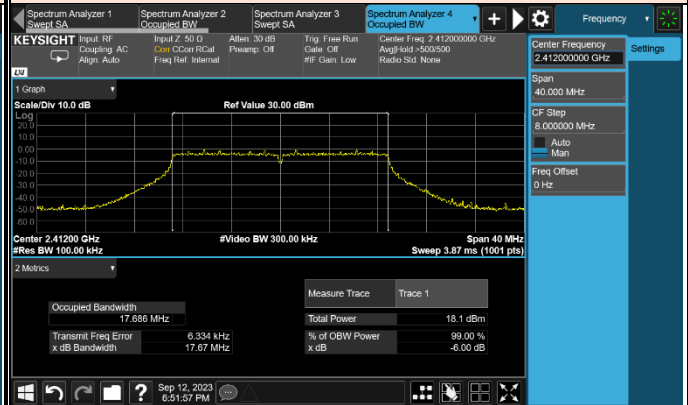 Spectrum Analyzer 1
Swept SA
Spectrum Analyzer 2
Occupied BW
Spectrum Analyzer 3
Swept SA
Spectrum Analyzer 4
Occupied BW
Frequency
KEYSIGHT
Input: RF
Coupling: AC
Align: Auto
Input Z: 50 Ω
Corr CCorr RCal
Freq Ref: Internal
Atten: 30 dB
Preamp: Off
Trig: Free Run
Gate: Off
#IF Gain: Low
Center Freq: 2.412000000 GHz
Avg|Hold:>500/500
Radio Std: None
Center Frequency
2.412000000 GHz
Settings
Span
40.000 MHz
CF Step
8.000000 MHz
Auto
Man
Freq Offset
0 Hz
1 Graph
Scale/Div 10.0 dB
Ref Value 30.00 dBm
Log
20.0
10.0
0.00
-10.0
-20.0
-30.0
-40.0
-50.0
-60.0
Center 2.41200 GHz
#Video BW 300.00 kHz
Span 40 MHz
#Res BW 100.00 kHz
Sweep 3.87 ms (1001 pts)
2 Metrics
Measure Trace
Trace 1
Occupied Bandwidth
17.686 MHz
Total Power
18.1 dBm
Transmit Freq Error
6.334 kHz
% of OBW Power
99.00 %
x dB Bandwidth
17.67 MHz
x dB
-6.00 dB
Sep 12, 2023
6:51:57 PM